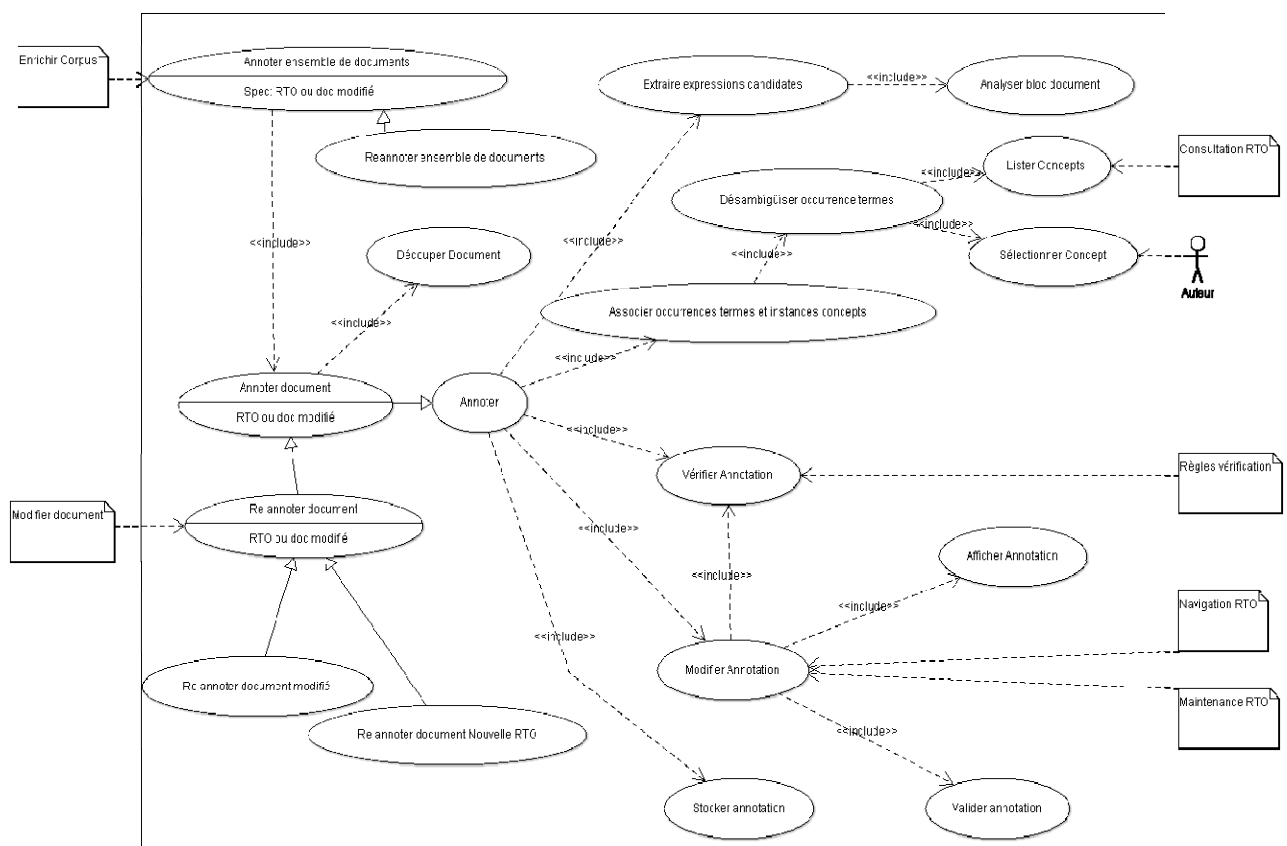 Enrichir Corpus
Annoter ensemble de documents
Spec: RTO ou doc modifié
Reannoter ensemble de documents
Extraire expressions candidates
<<include>>
Analyser bloc document
Consultation RTO
Lister Concepts
<<include>>
Désambigüiser occurrence termes
<<include>>
<<include>>
<<include>>
Découper Document
<<include>>
Sélectionner Concept
<<include>>
Auteur
Associer occurrences termes et instances concepts
<<include>>
<<include>>
Annoter document
RTO ou doc modifié
Annoter
<<include>>
Vérifier Annotation
Règles vérification
Modifier document
Re annoter document
RTO ou doc modifié
<<include>>
Afficher Annotation
<<include>>
<<include>>
Navigation RTO
<<include>>
Modifier Annotation
Re annoter document modifié
Maintenance RTO
Re annoter document Nouvelle RTO
<<include>>
Stocker annotation
Valider annotation